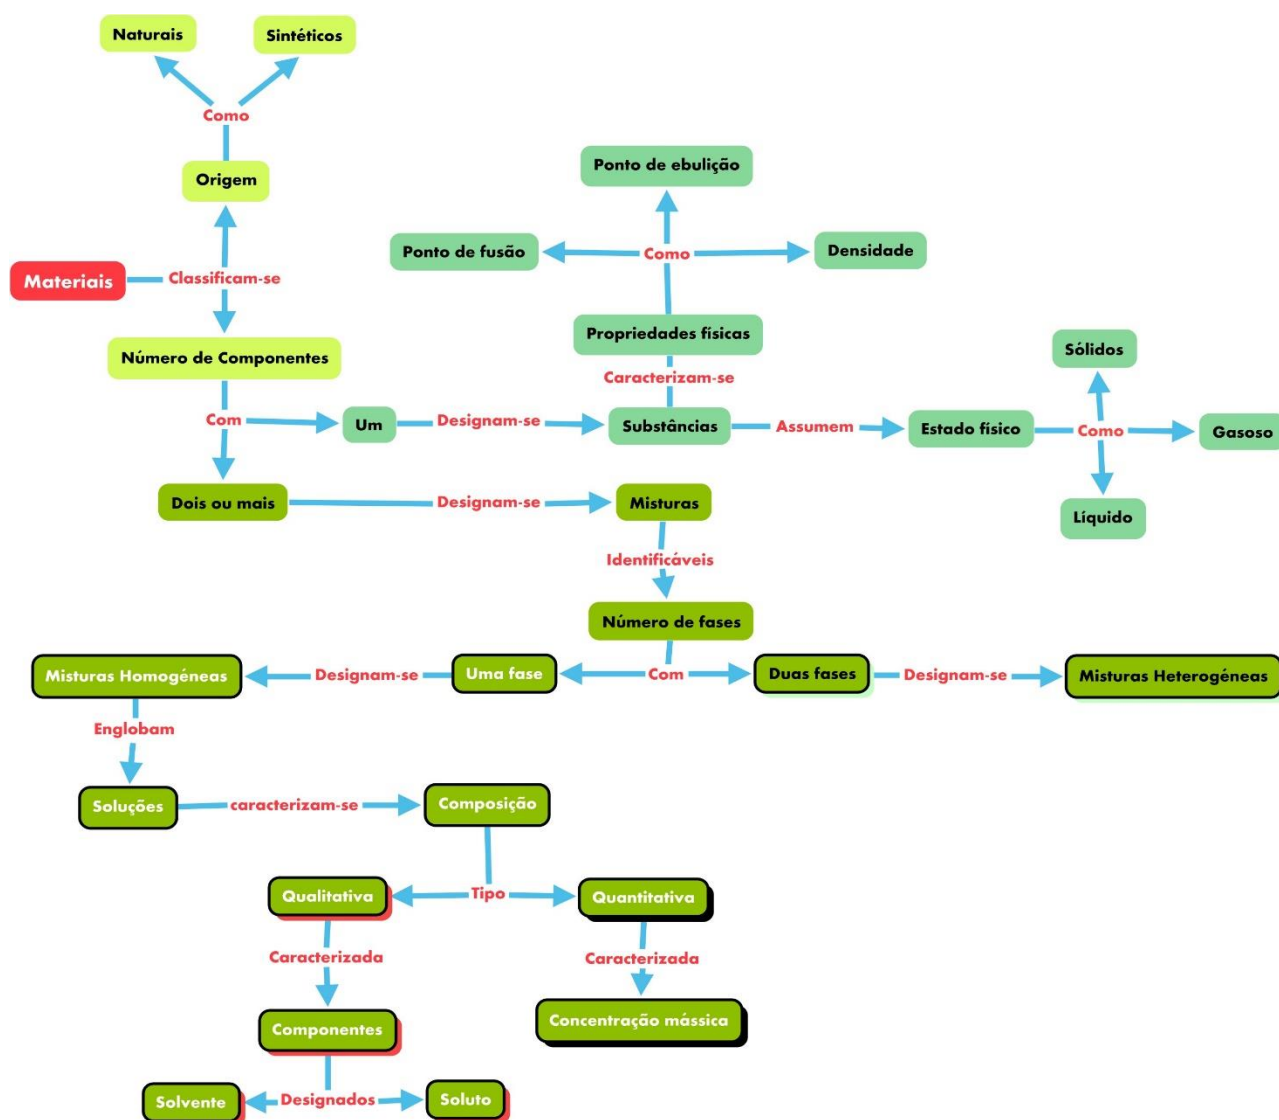 Naturais
Sintéticos
Como
Origem
Ponto de ebulição
Ponto de fusão
Como
Densidade
Materiais
Classificam-se
Propriedades físicas
Sólidos
Número de Componentes
Caracterizam-se
Com
Um
Designam-se
Substâncias
Assumem
Estado físico
Como
Gasoso
Dois ou mais
Designam-se
Misturas
Líquido
Identificáveis
Número de fases
Misturas Homogéneas
Designam-se
Uma fase
Com
Duas fases
Designam-se
Misturas Heterogéneas
Englobam
Soluções
caracterizam-se
Composição
Qualitativa
Tipo
Quantitativa
Caracterizada
Caracterizada
Componentes
Concentração mássica
Solvente
Designados
Soluto